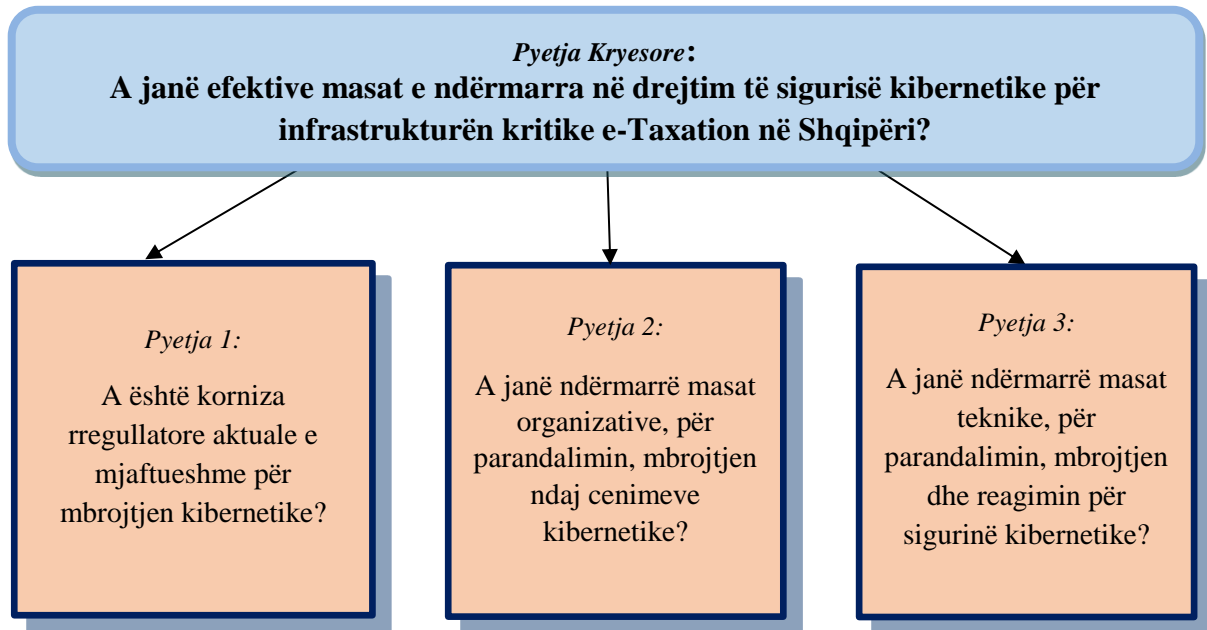 Pyetja Kryesore:
A janë efektive masat e ndërmarra në drejtim të sigurisë kibernetike për
infrastrukturën kritike e-Taxation në Shqipëri?
Pyetja 1:
A është korniza
rregullatore aktuale e
mjaftueshme për
mbrojtjen kibernetike?
Pyetja 2:
A janë ndërmarrë masat
organizative, për
parandalimin, mbrojtjen
ndaj cenimeve
kibernetike?
Pyetja 3:
A janë ndërmarrë masat
teknike, për
parandalimin, mbrojtjen
dhe reagimin për
sigurinë kibernetike?